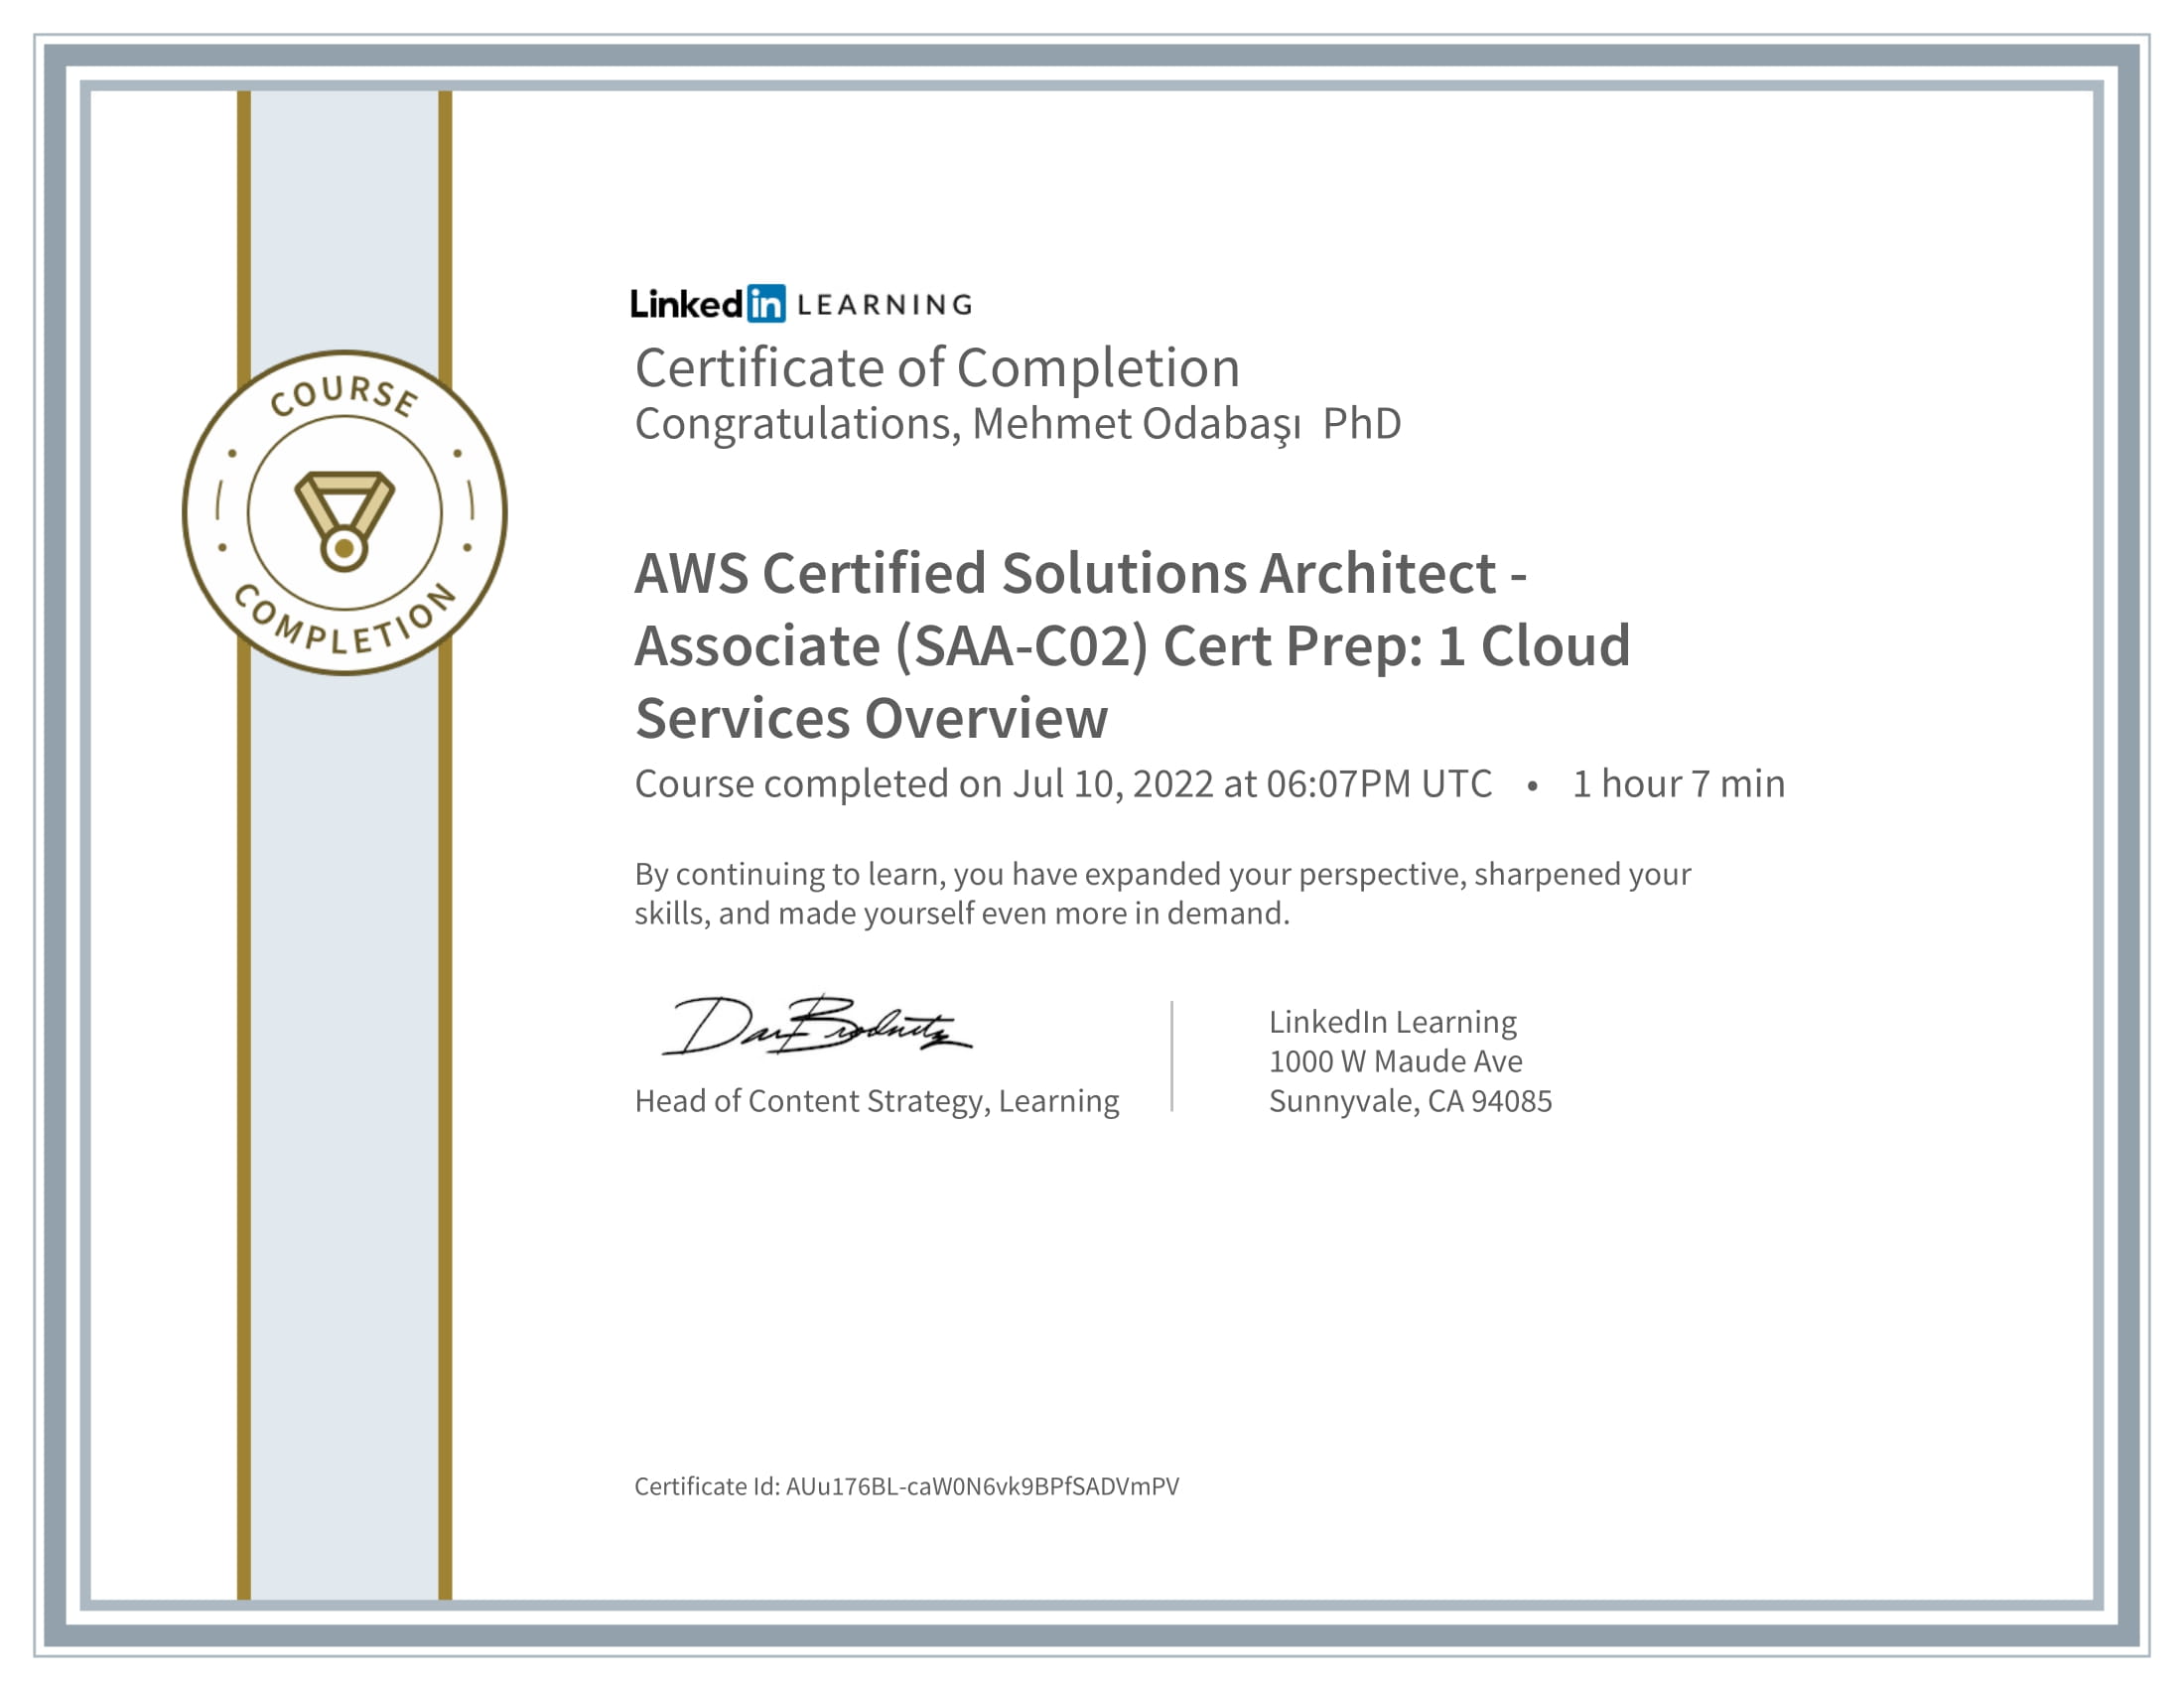 COURSE
COMPLETION
Linked in LEARNING
Certificate of Completion
Congratulations, Mehmet Odabaşı PhD
AWS Certified Solutions Architect -
Associate (SAA-C02) Cert Prep: 1 Cloud
Services Overview
Course completed on Jul 10, 2022 at 06:07PM UTC • 1 hour 7 min
By continuing to learn, you have expanded your perspective, sharpened your
skills, and made yourself even more in demand.
Dan Brodnitz
Head of Content Strategy, Learning
LinkedIn Learning
1000 W Maude Ave
Sunnyvale, CA 94085
Certificate Id: AUu176BL-caW0N6vk9BPfSADVmPV